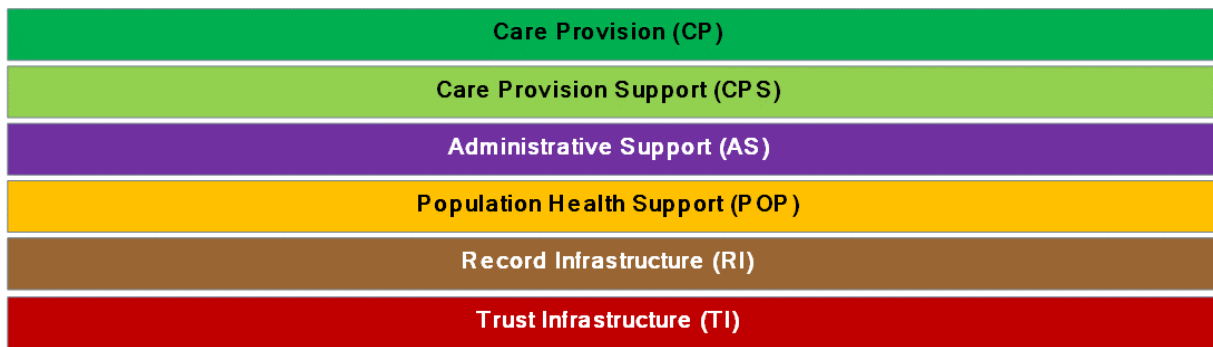 Care Provision (CP)
Care Provision Support (CPS)
Administrative Support (AS)
Population Health Support (POP)
Record Infrastructure (RI)
Trust Infrastructure (TI)